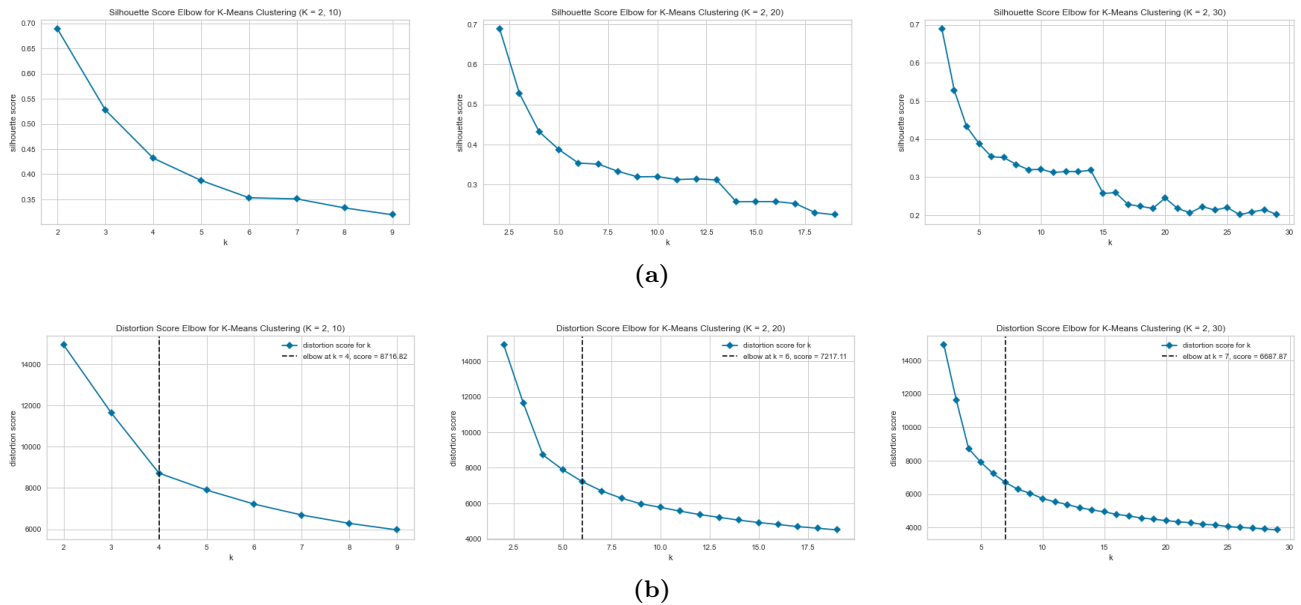 Silhouette Score Elbow for K-Means Clustering (K = 2, 10)
silhouette score
0.70
0.65
0.60
0.55
0.50
0.45
0.40
0.35
2 3 4 5 6 7 8 9
k
Silhouette Score Elbow for K-Means Clustering (K = 2, 20)
silhouette score
0.7
0.6
0.5
0.4
0.3
2.5 5.0 7.5 10.0 12.5 15.0 17.5
k
Silhouette Score Elbow for K-Means Clustering (K = 2, 30)
silhouette score
0.7
0.6
0.5
0.4
0.3
0.2
5 10 15 20 25 30
k
(a)
Distortion Score Elbow for K-Means Clustering (K = 2, 10)
distortion score for k
elbow at k = 4, score = 8716.82
distortion score
14000
12000
10000
8000
6000
2 3 4 5 6 7 8 9
k
Distortion Score Elbow for K-Means Clustering (K = 2, 20)
distortion score for k
elbow at k = 6, score = 7217.11
distortion score
14000
12000
10000
8000
6000
4000
2.5 5.0 7.5 10.0 12.5 15.0 17.5
k
Distortion Score Elbow for K-Means Clustering (K = 2, 30)
distortion score for k
elbow at k = 7, score = 6687.87
distortion score
14000
12000
10000
8000
6000
4000
5 10 15 20 25 30
k
(b)